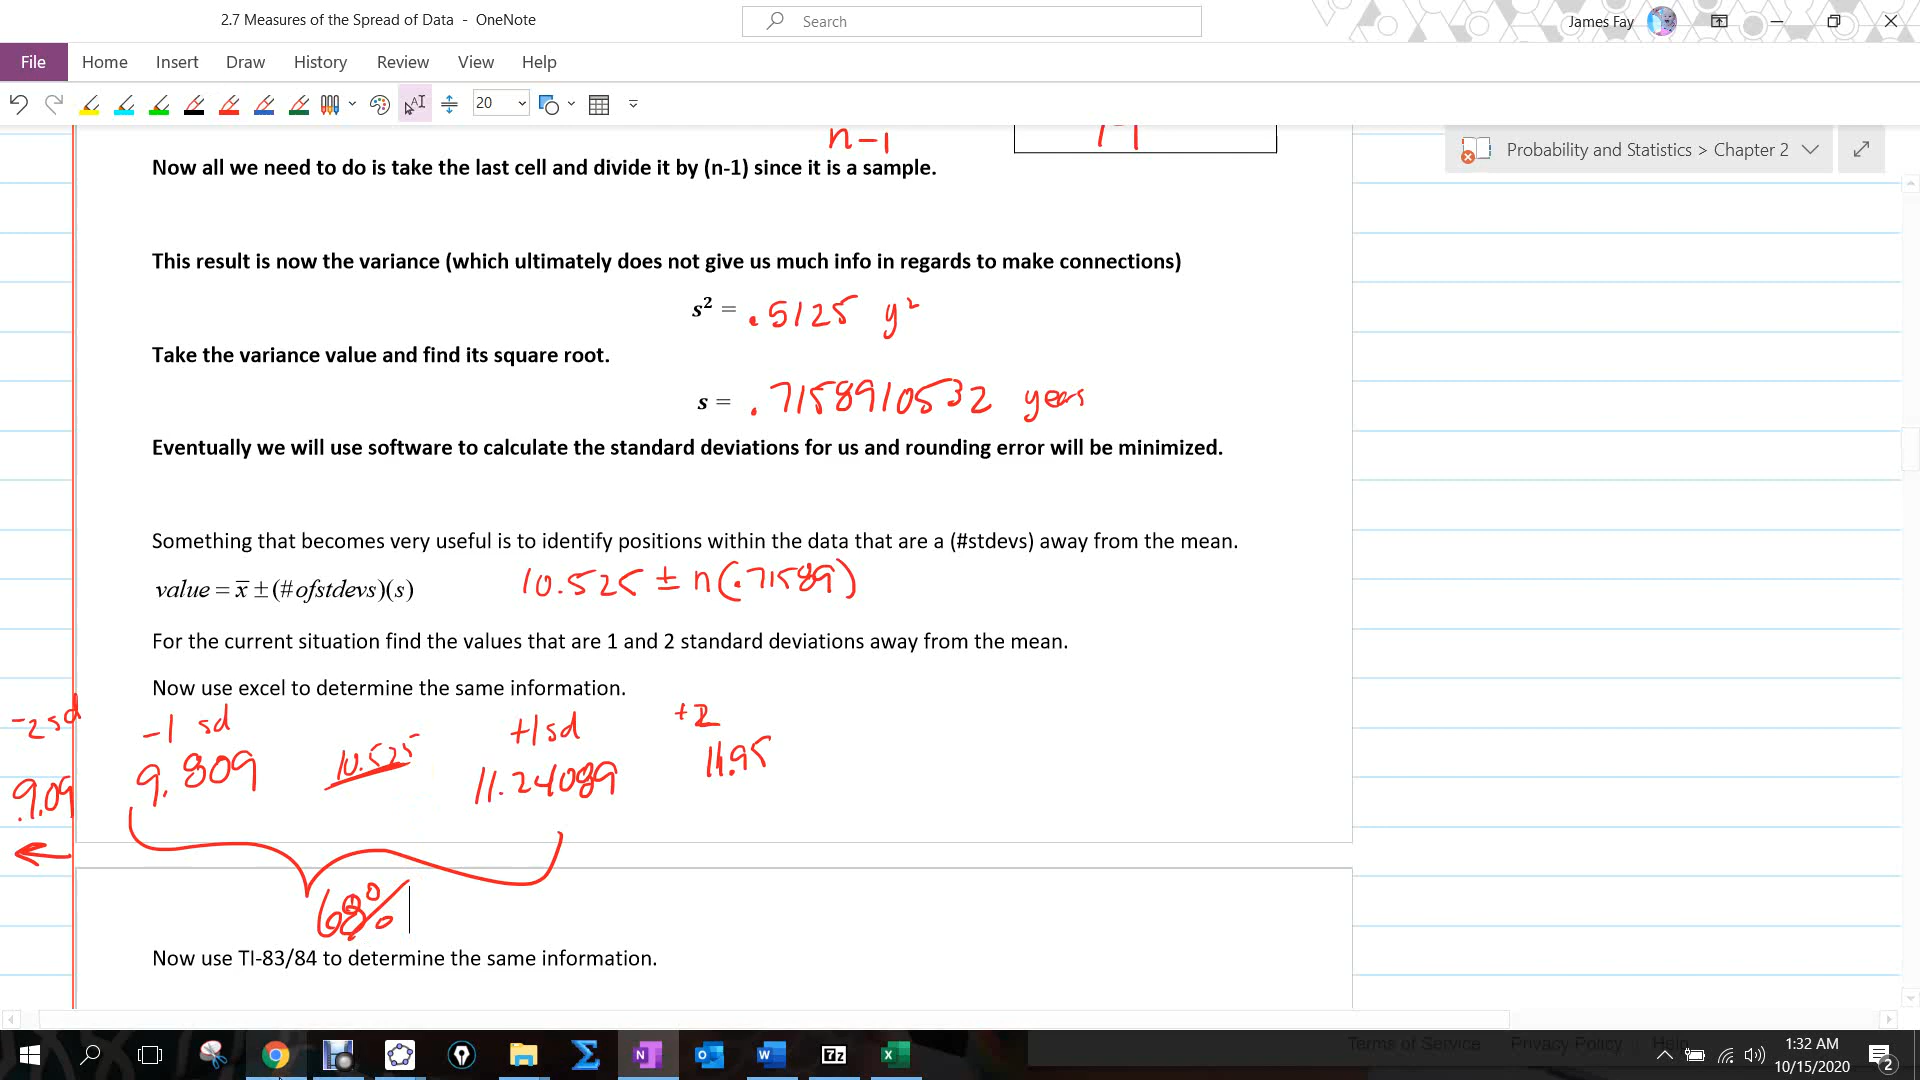 2.7 Measures of the Spread of Data - OneNote
Search
James Fay
File Home Insert Draw History Review View Help
20
Probability and Statistics > Chapter 2
n-1
Now all we need to do is take the last cell and divide it by (n-1) since it is a sample.
This result is now the variance (which ultimately does not give us much info in regards to make connections)
s² = .5125 y²
Take the variance value and find its square root.
s = .7158910532 years
Eventually we will use software to calculate the standard deviations for us and rounding error will be minimized.
Something that becomes very useful is to identify positions within the data that are a (#stdevs) away from the mean.
value = x̅ ± (# ofstdevs)(s) 10.525 ± n(.71589)
For the current situation find the values that are 1 and 2 standard deviations away from the mean.
Now use excel to determine the same information.
-2sd -1 sd +1sd +2
9.09 9.809 10.525 11.24089 11.95
68%
Now use TI-83/84 to determine the same information.
Terms of Service Privacy Policy Help
1:32 AM
10/15/2020
2